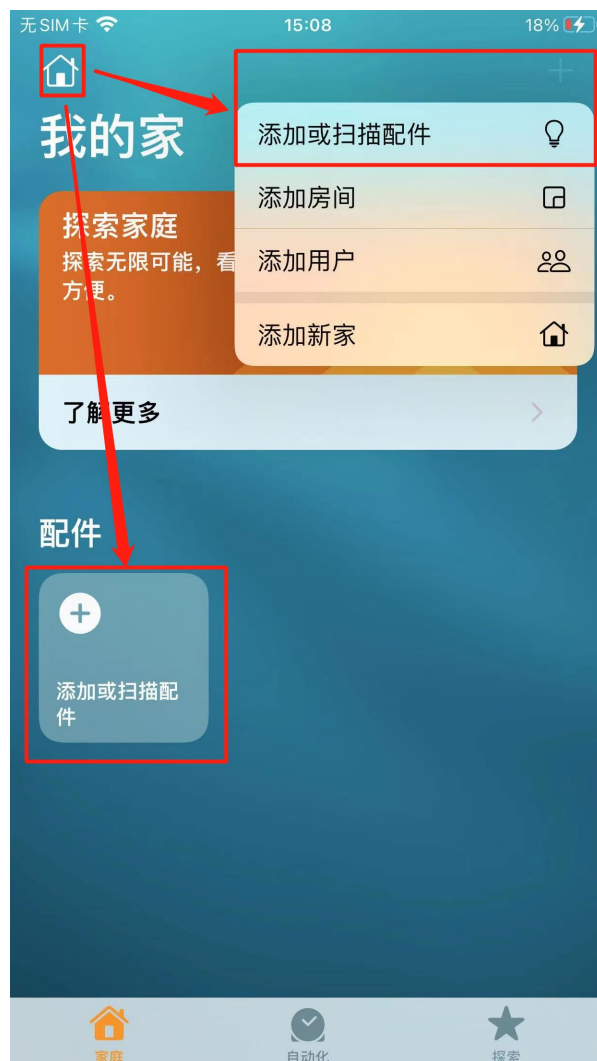 无SIM卡 15:08 18%
我的家
添加或扫描配件
添加房间
添加用户
添加新家
探索家庭
探索无限可能，看
方便。
了解更多
配件
添加或扫描配
件
家庭 自动化 探索